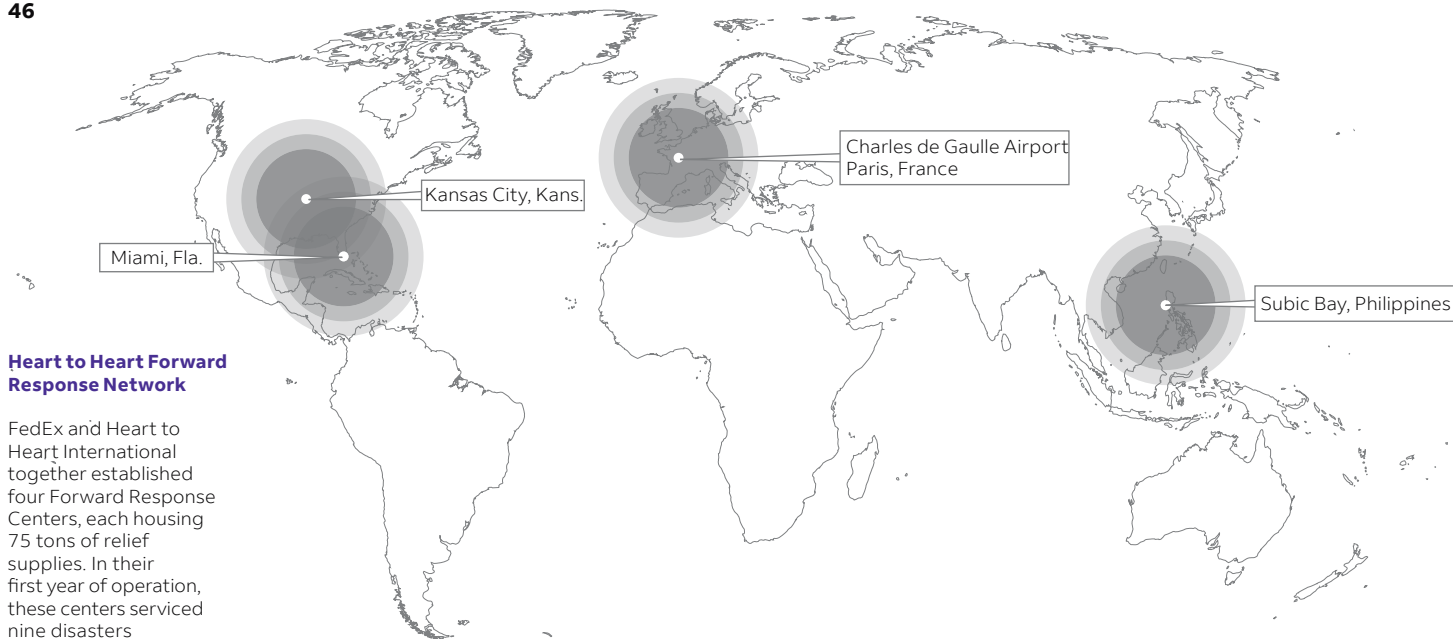 46
Charles de Gaulle Airport
Paris, France
Kansas City, Kans.
Miami, Fla.
Subic Bay, Philippines
Heart to Heart Forward
Response Network
FedEx and Heart to
Heart International
together established
four Forward Response
Centers, each housing
75 tons of relief
supplies. In their
first year of operation,
these centers serviced
nine disasters